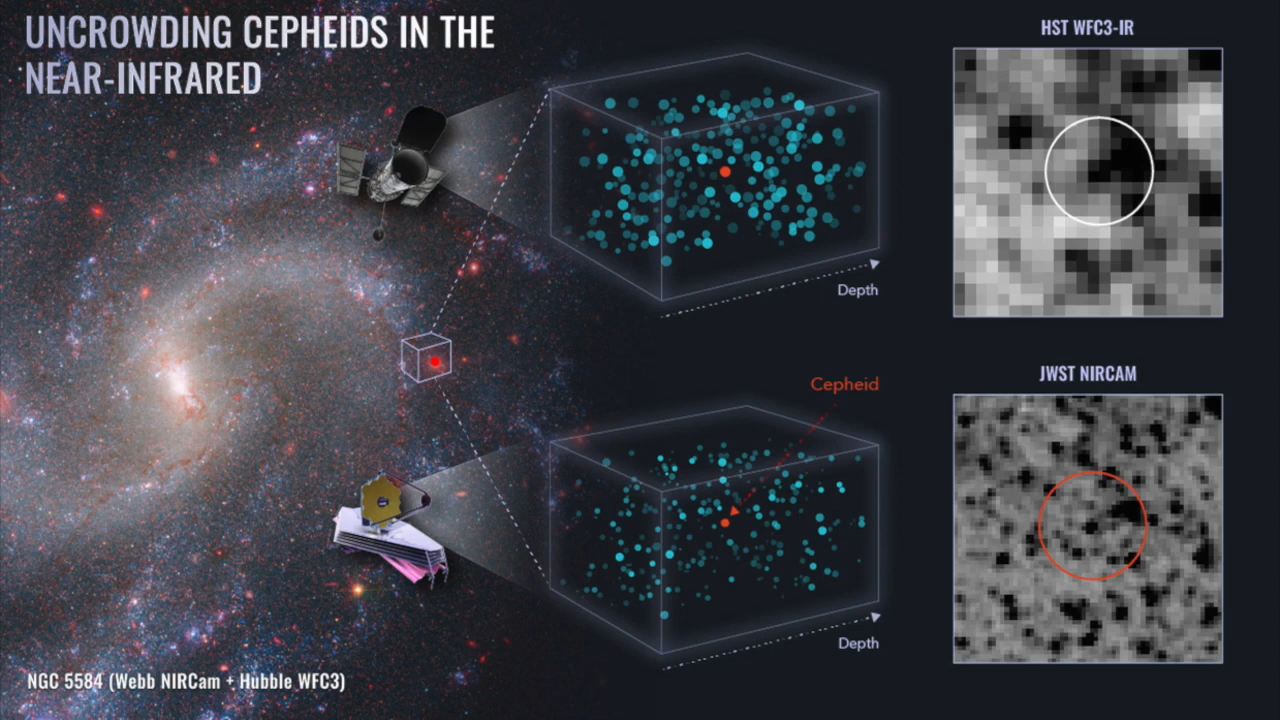 UNCROWDING CEPHEIDS IN THE
NEAR-INFRARED
HST WFC3-IR
Depth
Cepheid
JWST NIRCAM
Depth
NGC 5584 (Webb NIRCam + Hubble WFC3)